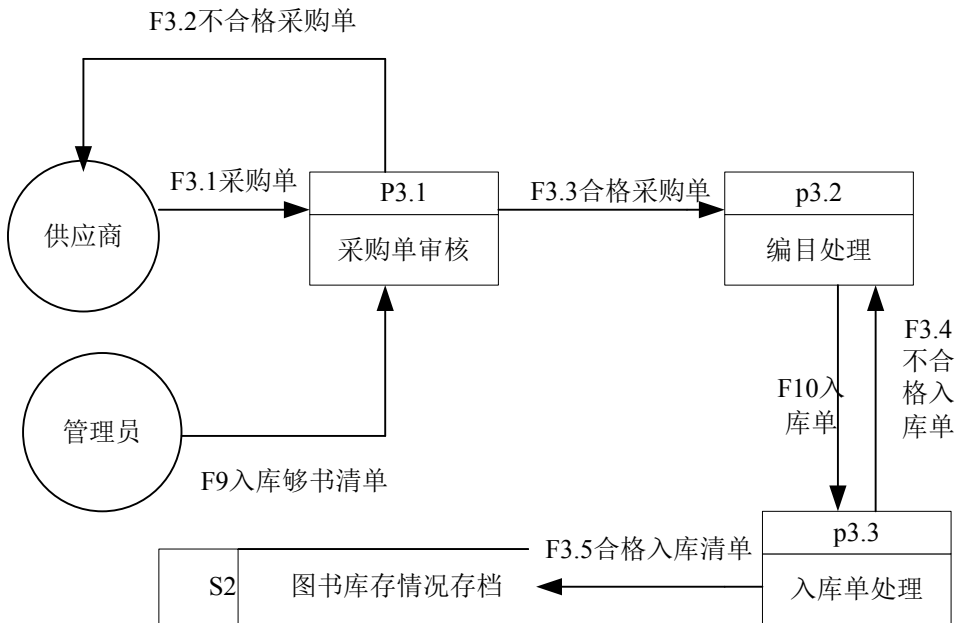 F3.2不合格采购单
F3.1采购单
P3.1
F3.3合格采购单
p3.2
供应商
采购单审核
编目处理
F3.4
不合
格入
库单
F10入
库单
管理员
F9入库够书清单
p3.3
F3.5合格入库清单
S2
图书库存情况存档
入库单处理